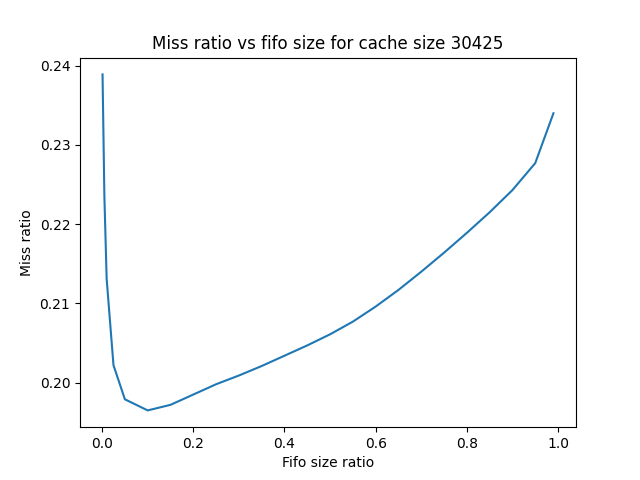 Miss ratio vs fifo size for cache size 30425
0.24
0.23
0.22
0.21
0.20
Miss ratio
0.0 0.2 0.4 0.6 0.8 1.0
Fifo size ratio